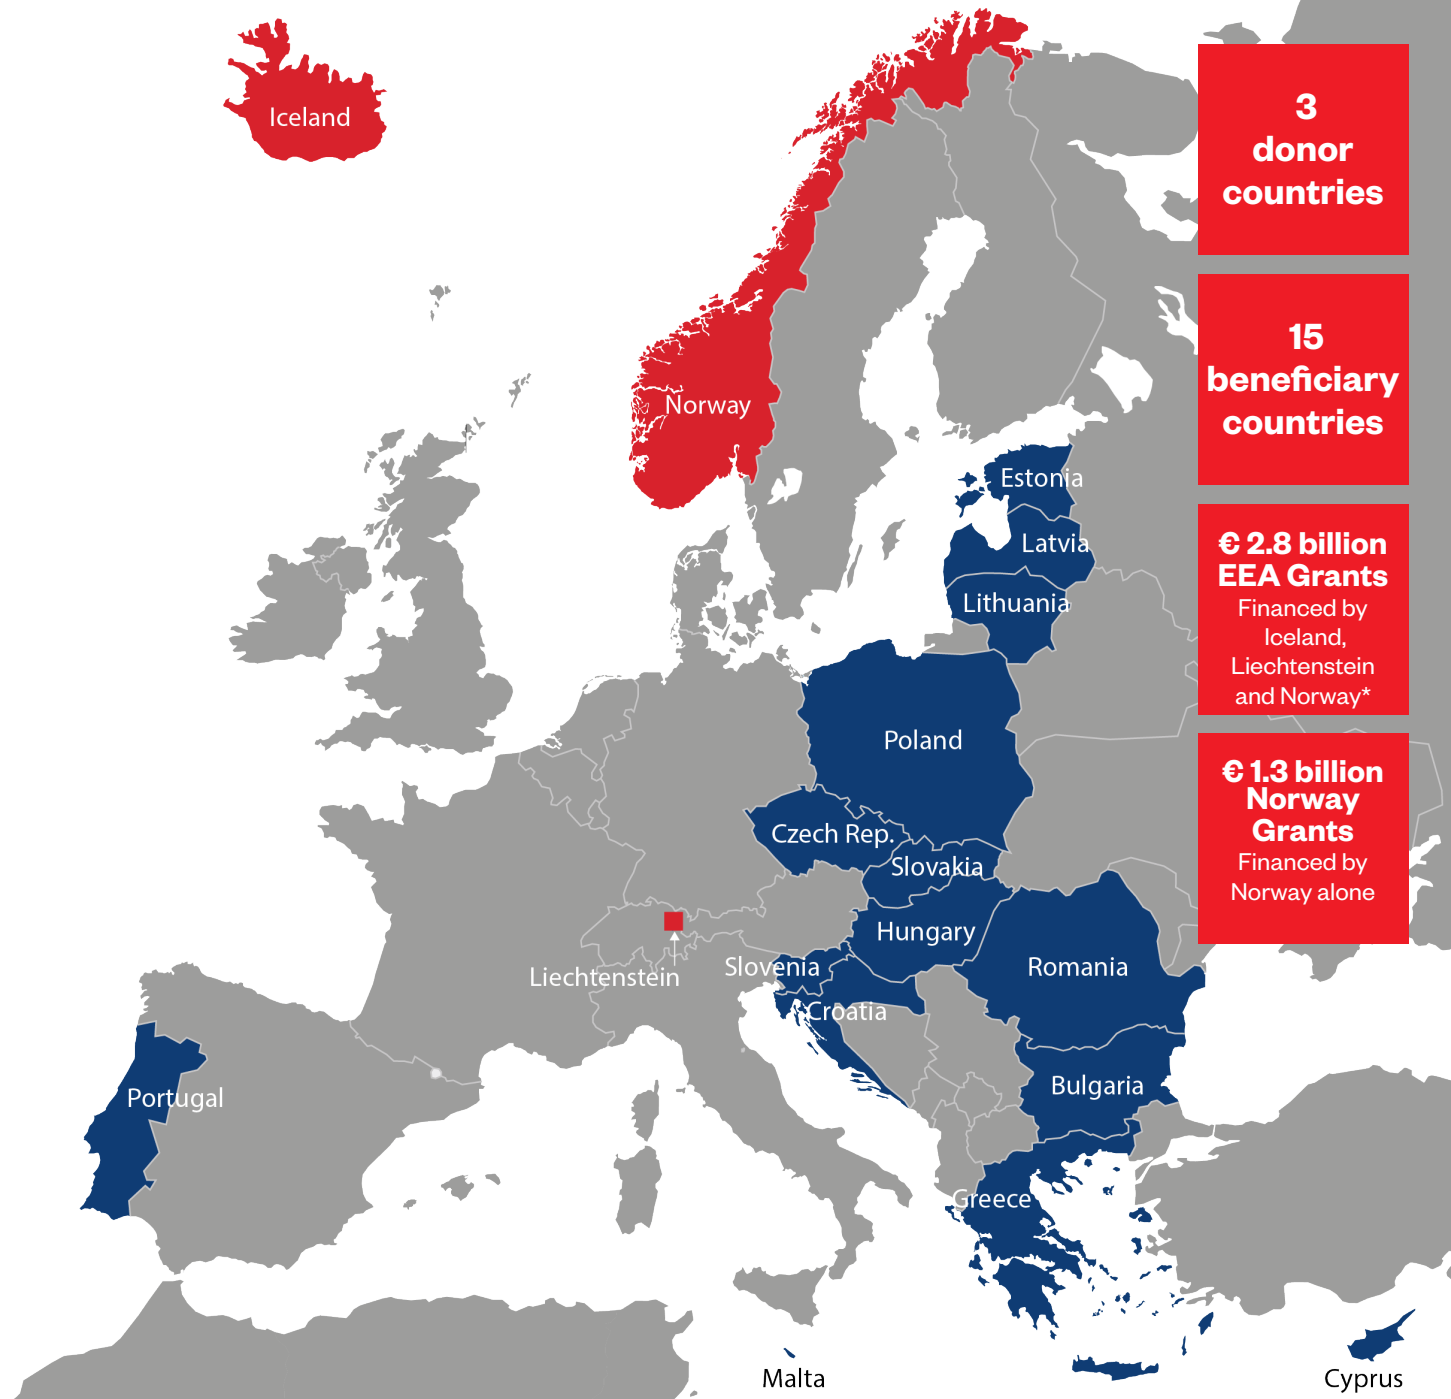 Iceland
3
donor
countries
15
beneficiary
countries
Norway
Estonia
€ 2.8 billion
EEA Grants
Financed by
Iceland,
Liechtenstein
and Norway*
Latvia
Lithuania
Poland
€ 1.3 billion
Norway
Grants
Financed by
Norway alone
Czech Rep.
Slovakia
Hungary
Liechtenstein
Slovenia
Romania
Croatia
Portugal
Bulgaria
Greece
Malta
Cyprus